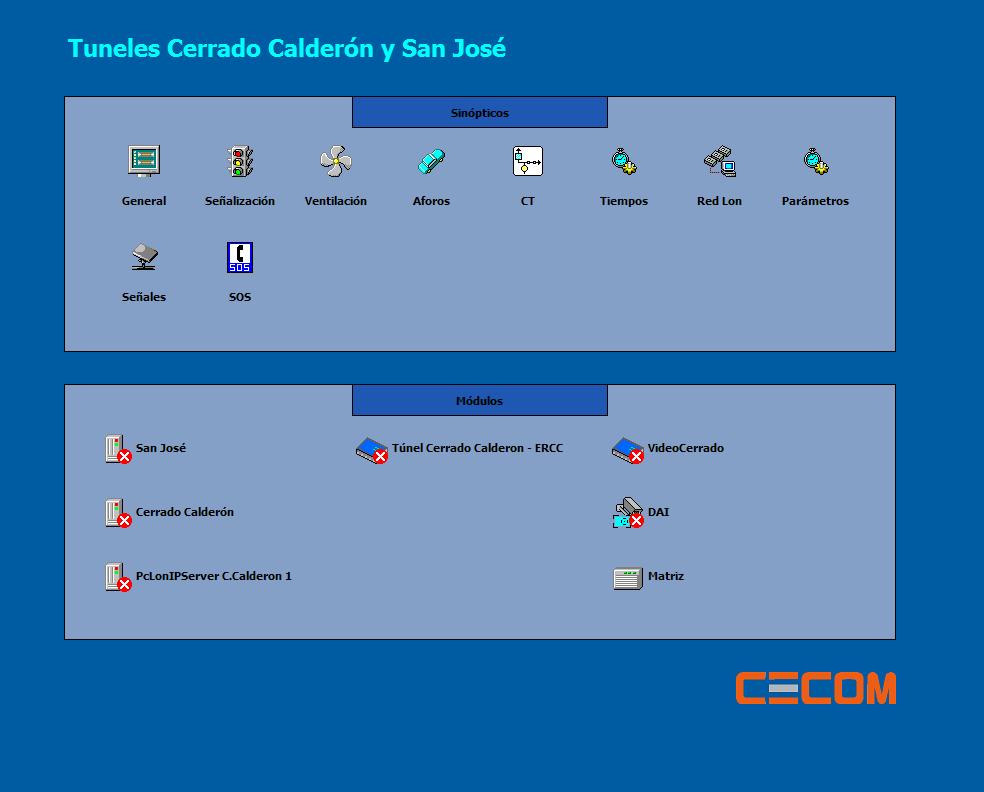 Tuneles Cerrado Calderón y San José
Sinópticos
General Señalización Ventilación Aforos CT Tiempos Red Lon Parámetros
SOS
Señales SOS
Módulos
San José Túnel Cerrado Calderon - ERCC VideoCerrado
Cerrado Calderón DAI
PcLonIPServer C.Calderon 1 Matriz
CECOM